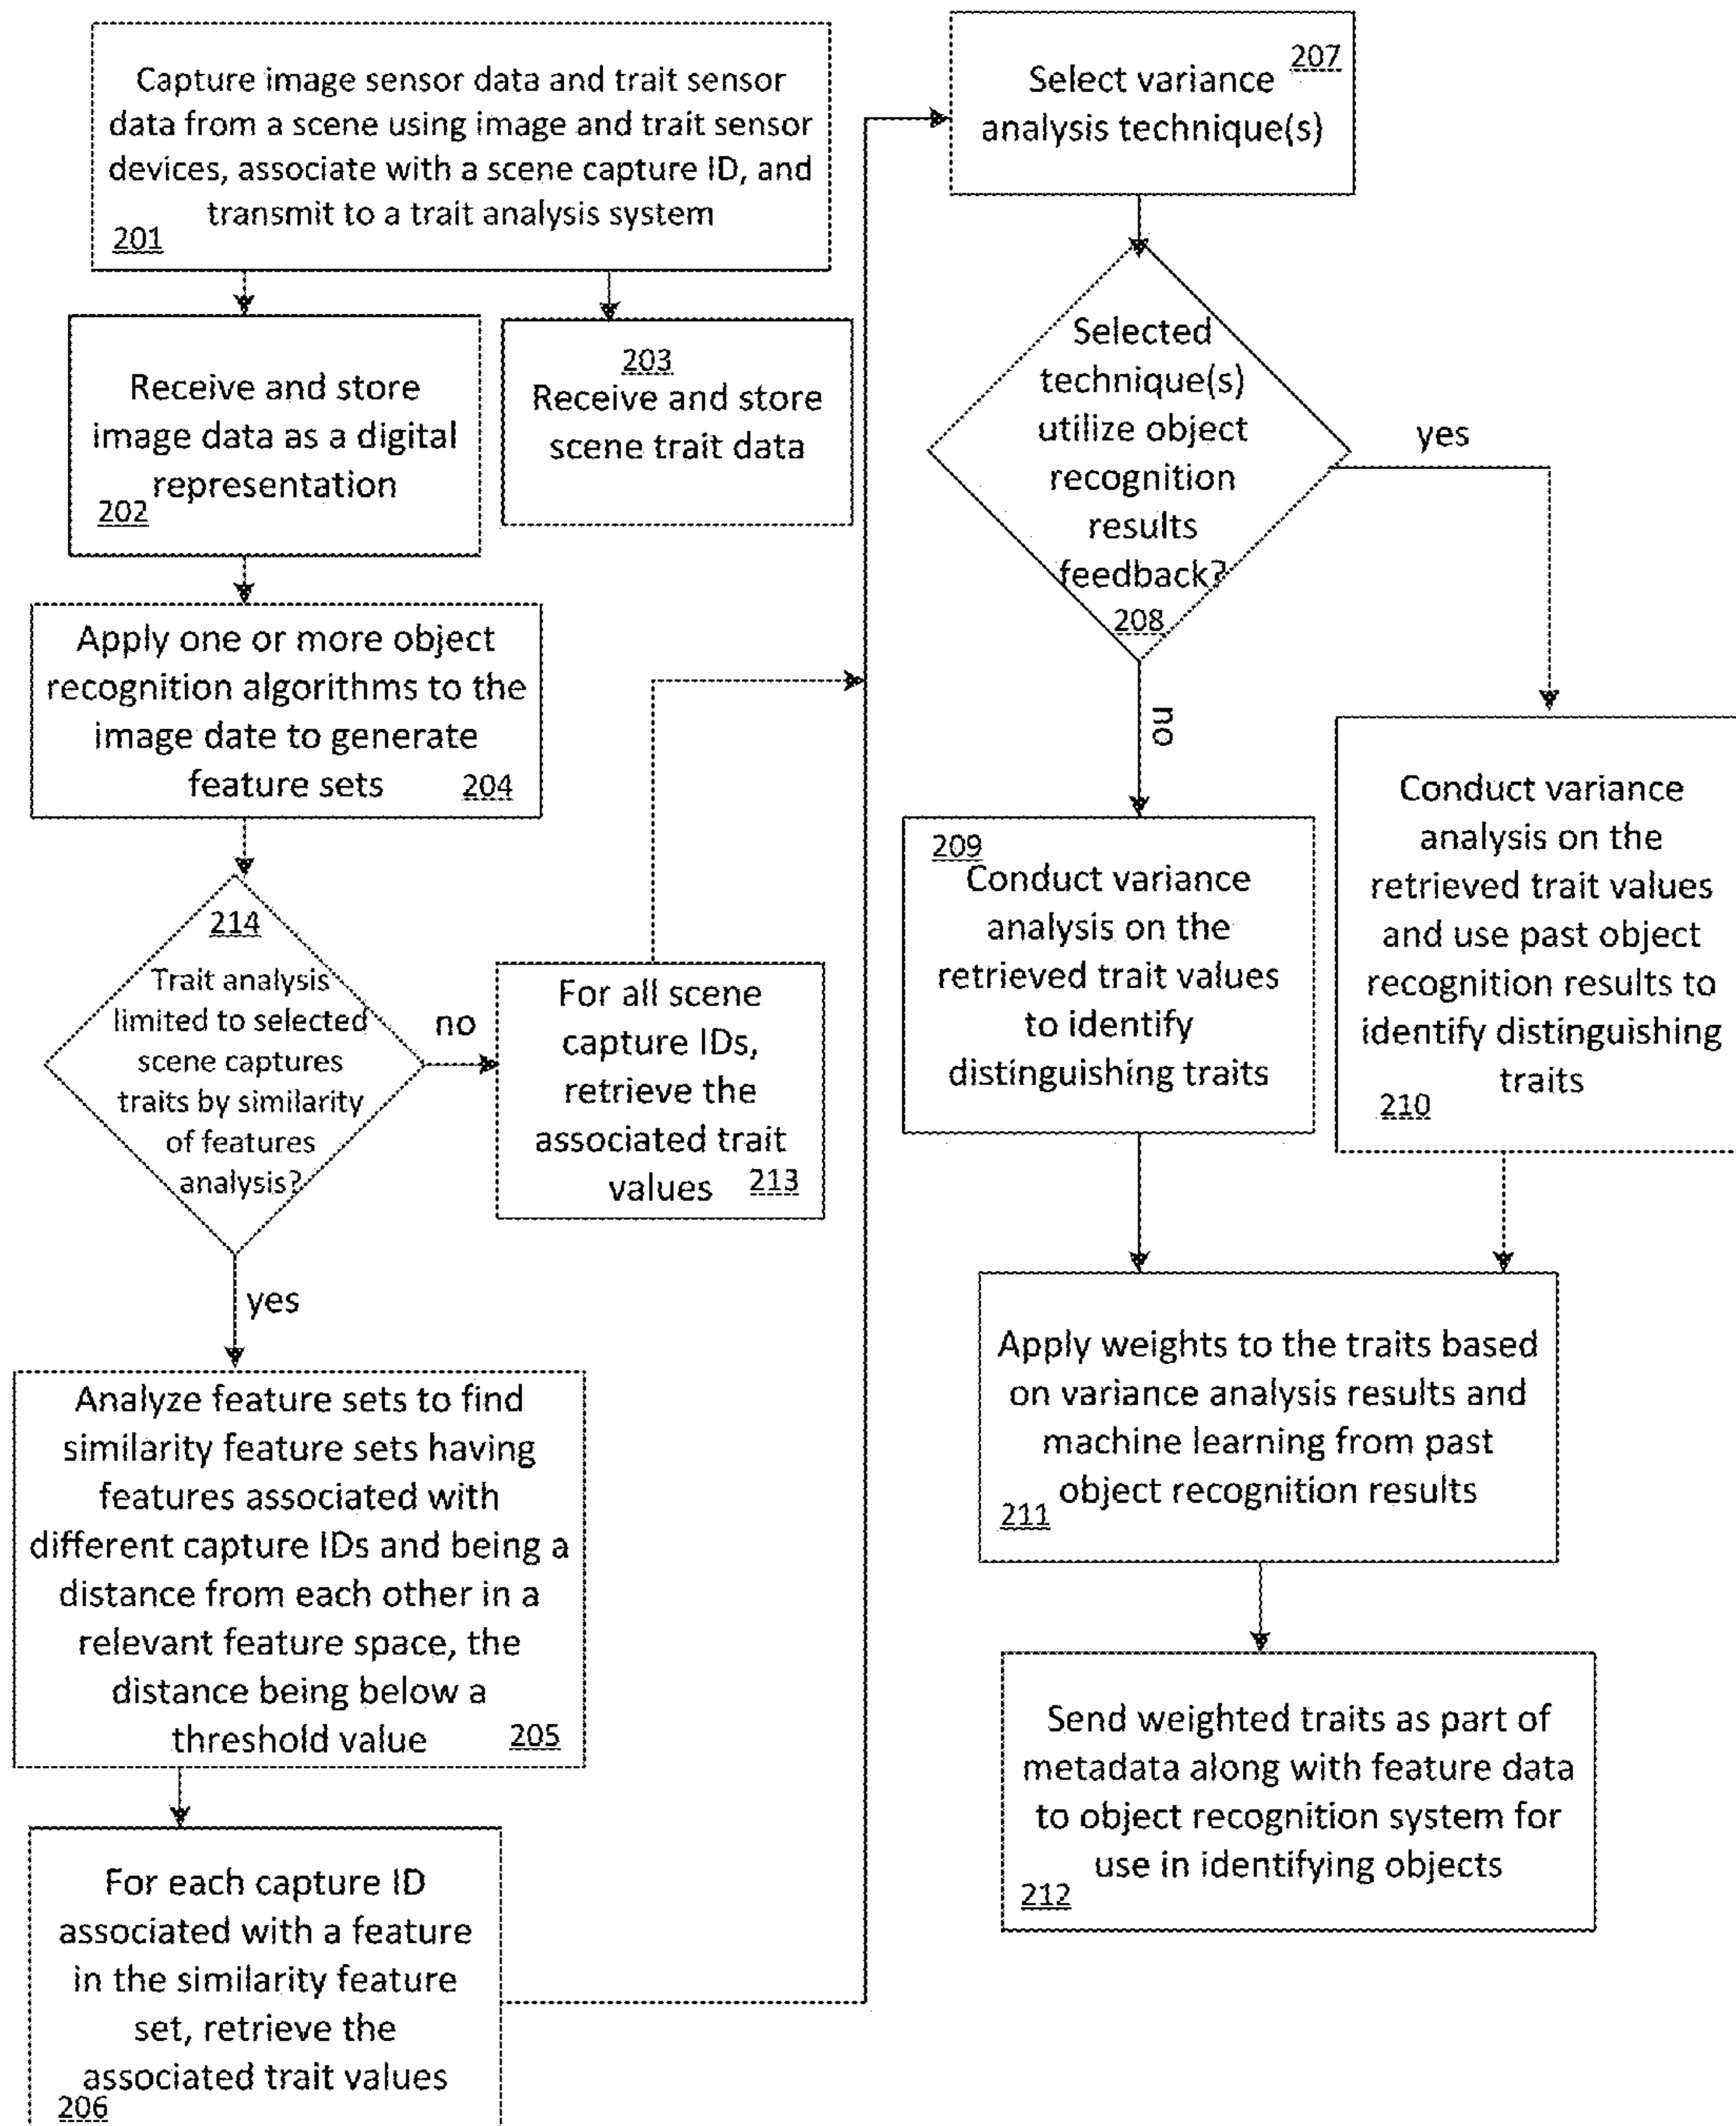 Capture image sensor data and trait sensor
data from a scene using image and trait sensor
devices, associate with a scene capture ID, and
transmit to a trait analysis system
201
Receive and store
image data as a digital
representation
202
203
Receive and store
scene trait data
Apply one or more object
recognition algorithms to the
image date to generate
feature sets 204
214
Trait analysis
limited to selected
scene captures
traits by similarity
of features
analysis?
no
yes
For all scene
capture IDs,
retrieve the
associated trait
values 213
Analyze feature sets to find
similarity feature sets having
features associated with
different capture IDs and being a
distance from each other in a
relevant feature space, the
distance being below a
threshold value 205
For each capture ID
associated with a feature
in the similarity feature
set, retrieve the
associated trait values
206
207
Select variance
analysis technique(s)
Selected
technique(s)
utilize object
recognition
results
feedback?
208
yes
no
209
Conduct variance
analysis on the
retrieved trait values
to identify
distinguishing traits
Conduct variance
analysis on the
retrieved trait values
and use past object
recognition results to
identify distinguishing
traits
210
Apply weights to the traits based
on variance analysis results and
machine learning from past
object recognition results
211
Send weighted traits as part of
metadata along with feature data
to object recognition system for
use in identifying objects
212